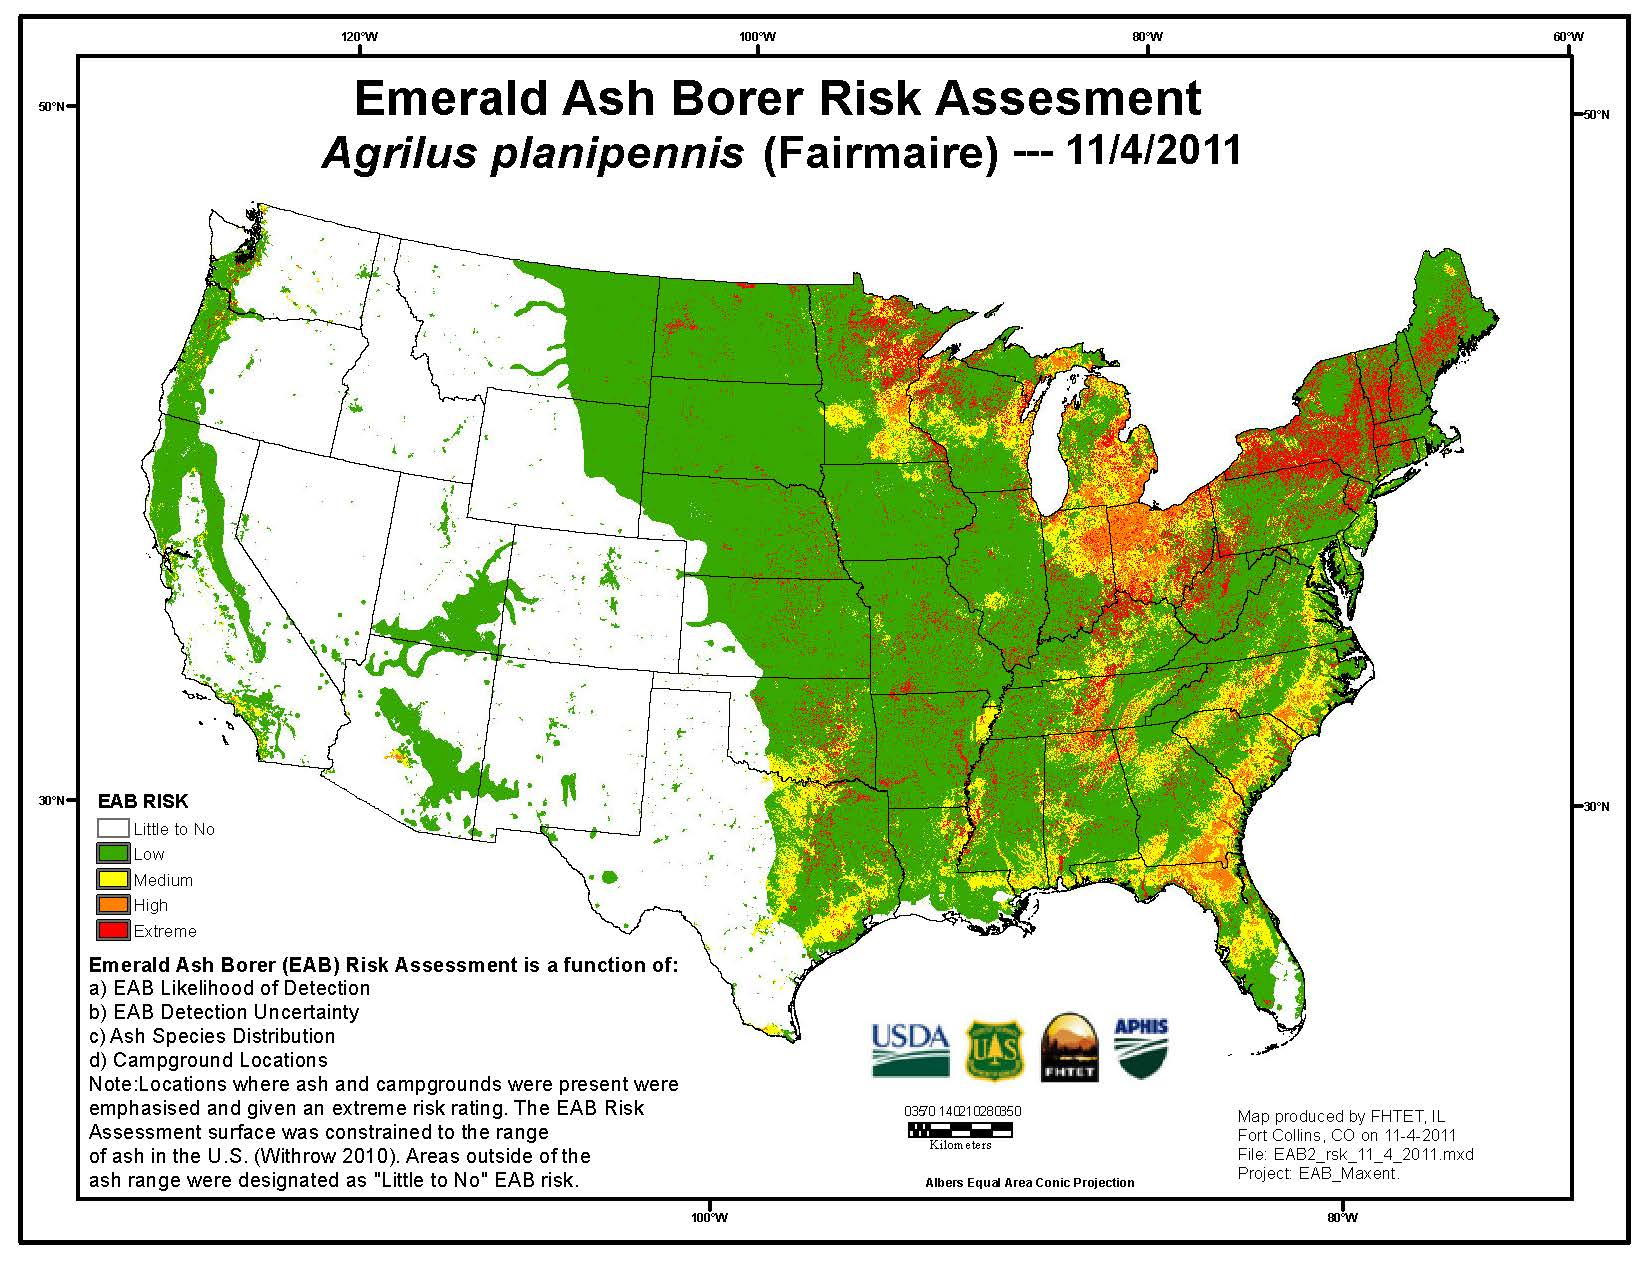 120°W 100°W 80°W 60°W
50°N 50°N
Emerald Ash Borer Risk Assesment
Agrilus planipennis (Fairmaire) --- 11/4/2011
30°N 30°N
EAB RISK
Little to No
Low
Medium
High
Extreme
Emerald Ash Borer (EAB) Risk Assessment is a function of:
a) EAB Likelihood of Detection
b) EAB Detection Uncertainty
c) Ash Species Distribution
d) Campground Locations
Note:Locations where ash and campgrounds were present were
emphasised and given an extreme risk rating. The EAB Risk
Assessment surface was constrained to the range
of ash in the U.S. (Withrow 2010). Areas outside of the
ash range were designated as "Little to No" EAB risk.
USDA
UAS
FHTET
APHIS
03570 140210280350
Kilometers
Albers Equal Area Conic Projection
Map produced by FHTET, IL
Fort Collins, CO on 11-4-2011
File: EAB2_rsk_11_4_2011.mxd
Project: EAB_Maxent.
100°W 80°W